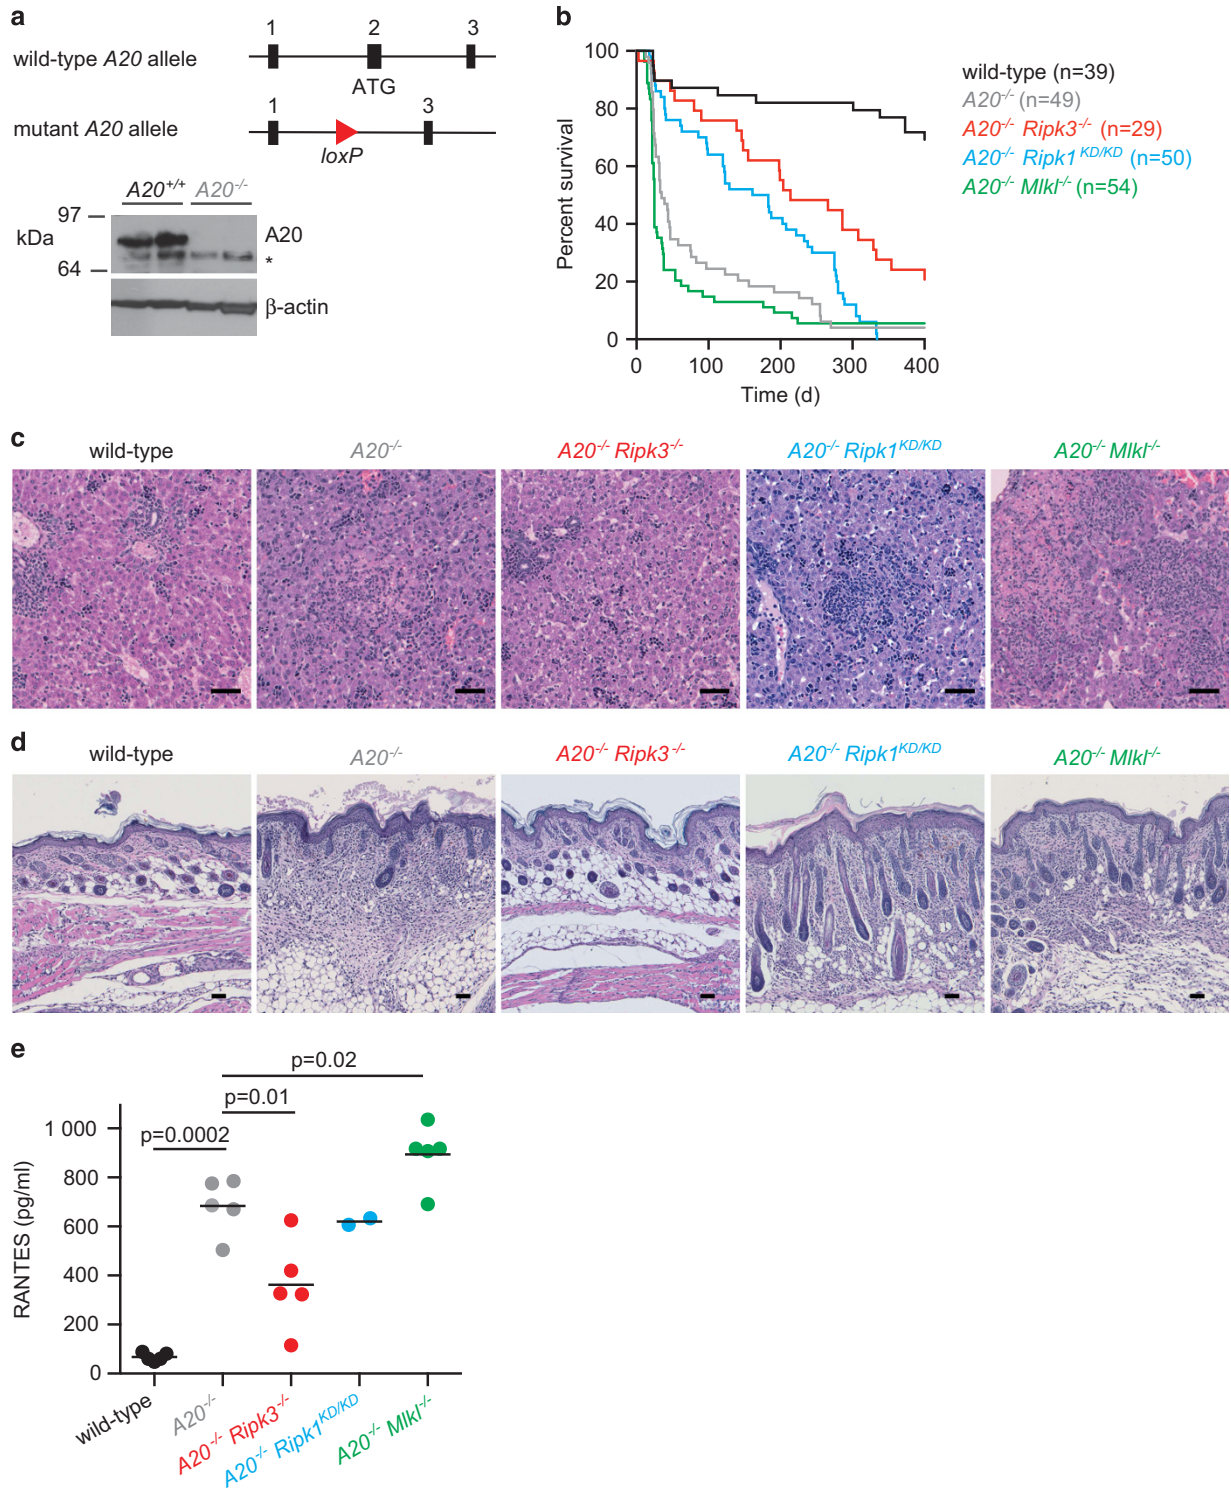 a
1 2 3
wild-type A20 allele
ATG
1 3
mutant A20 allele
loxP
A20+/+ A20-/-
97
kDa
A20
*
64
β-actin
b
100
80
60
40
20
0
Percent survival
0 100 200 300 400
Time (d)
wild-type (n=39)
A20-/- (n=49)
A20-/- Ripk3-/- (n=29)
A20-/- Ripk1KD/KD (n=50)
A20-/- Mlkl-/- (n=54)
c
wild-type A20-/- A20-/- Ripk3-/- A20-/- Ripk1KD/KD A20-/- Mlkl-/-
d
wild-type A20-/- A20-/- Ripk3-/- A20-/- Ripk1KD/KD A20-/- Mlkl-/-
e
p=0.02
p=0.01
p=0.0002
1 000
800
600
400
200
0
RANTES (pg/ml)
wild-type
A20-/-
A20-/- Ripk3-/-
A20-/- Ripk1KD/KD
A20-/- Mlkl-/-